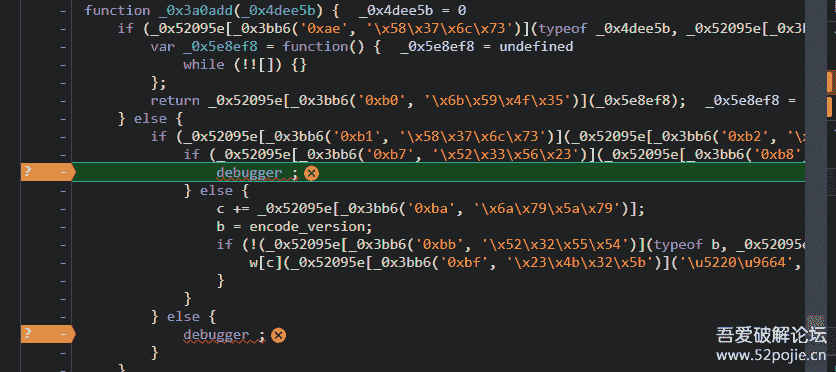 function _0x3a0add(_0x4dee5b) {  _0x4dee5b = 0
if (_0x52095e[_0x3bb6('0xae', '\x58\x37\x6c\x73')](typeof _0x4dee5b, _0x52095e[_0x3b
var _0x5e8ef8 = function() {  _0x5e8ef8 = undefined
while (!![]) {}
};
return _0x52095e[_0x3bb6('0xb0', '\x6b\x59\x4f\x35')](_0x5e8ef8);  _0x5e8ef8 =
} else {
if (_0x52095e[_0x3bb6('0xb1', '\x58\x37\x6c\x73')](_0x52095e[_0x3bb6('0xb2', '\x
if (_0x52095e[_0x3bb6('0xb7', '\x52\x33\x56\x23')](_0x52095e[_0x3bb6('0xb8'
? - debugger ;
} else {
c += _0x52095e[_0x3bb6('0xba', '\x6a\x79\x5a\x79')];
b = encode_version;
if (!(_0x52095e[_0x3bb6('0xbb', '\x52\x32\x55\x54')](typeof b, _0x52095e
w[c](_0x52095e[_0x3bb6('0xbf', '\x23\x4b\x32\x5b')]('\u5220\u9664',
}
}
} else {
? - debugger ;
}
}
吾爱破解论坛
www.52pojie.cn